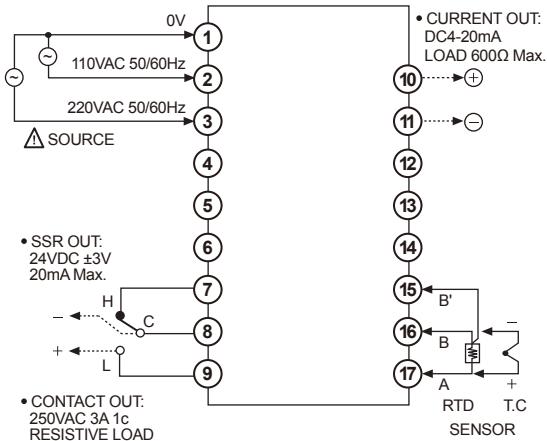 0V
110VAC 50/60Hz
220VAC 50/60Hz
⚠ SOURCE
1
2
3
4
5
6
7
8
9
• SSR OUT:
24VDC ±3V
20mA Max.
H
− C
+
L
• CONTACT OUT:
250VAC 3A 1c
RESISTIVE LOAD
• CURRENT OUT:
DC4-20mA
LOAD 600Ω Max.
10 +
11 −
12
13
14
15
16
17
B'
B −
A +
RTD T.C
SENSOR